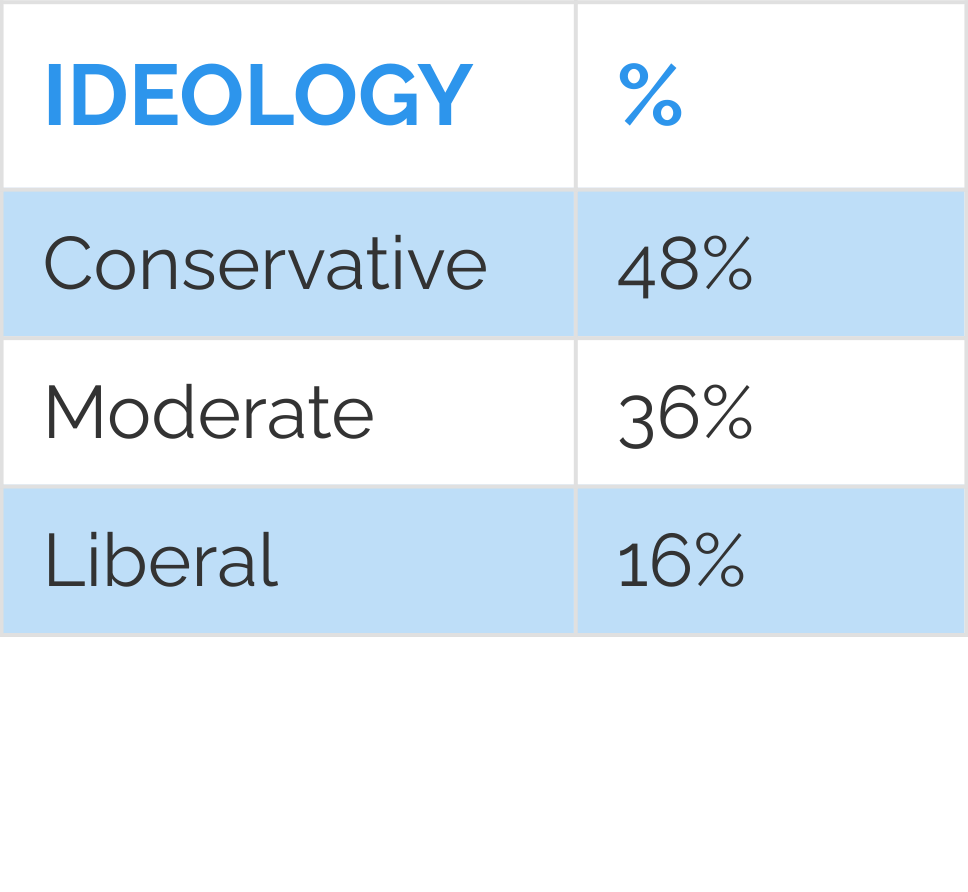 IDEOLOGY %
Conservative 48%
Moderate 36%
Liberal 16%